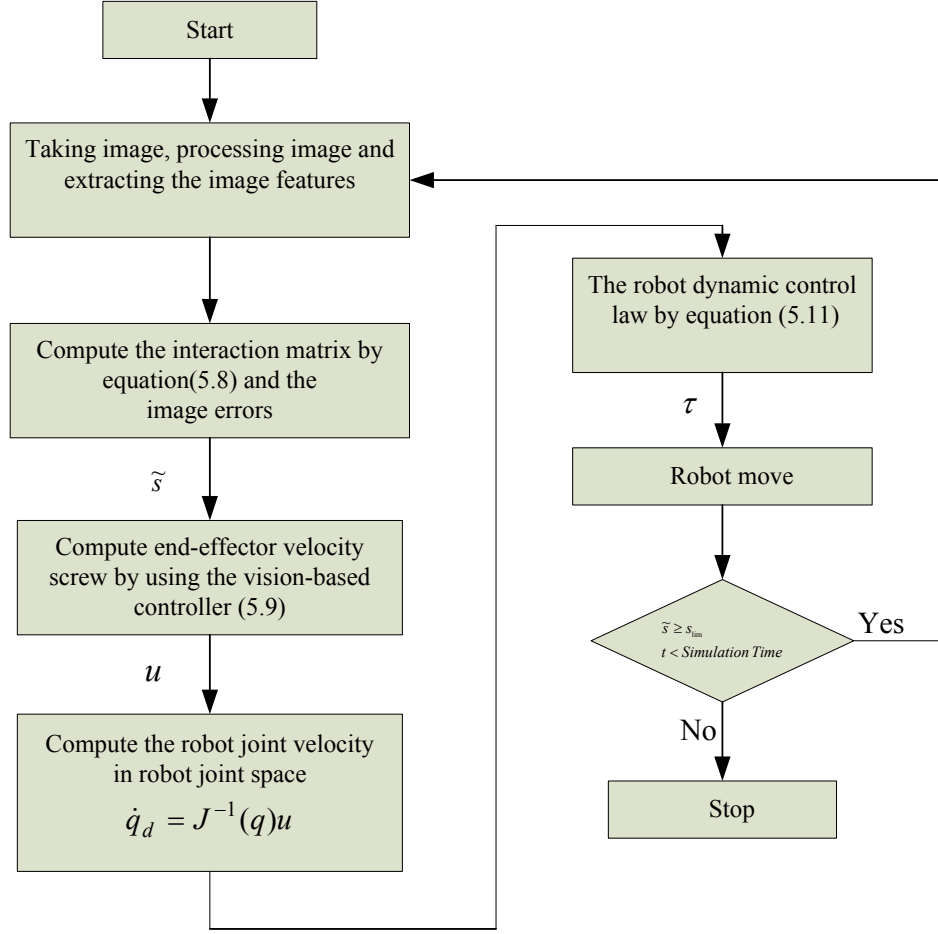 Start
Taking image, processing image and
extracting the image features
Compute the interaction matrix by
equation(5.8) and the
image errors
s̃
Compute end-effector velocity
screw by using the vision-based
controller (5.9)
u
Compute the robot joint velocity
in robot joint space
q̇_d = J⁻¹(q)u
The robot dynamic control
law by equation (5.11)
τ
Robot move
s̃ ≥ s_lim
t < Simulation Time
Yes
No
Stop